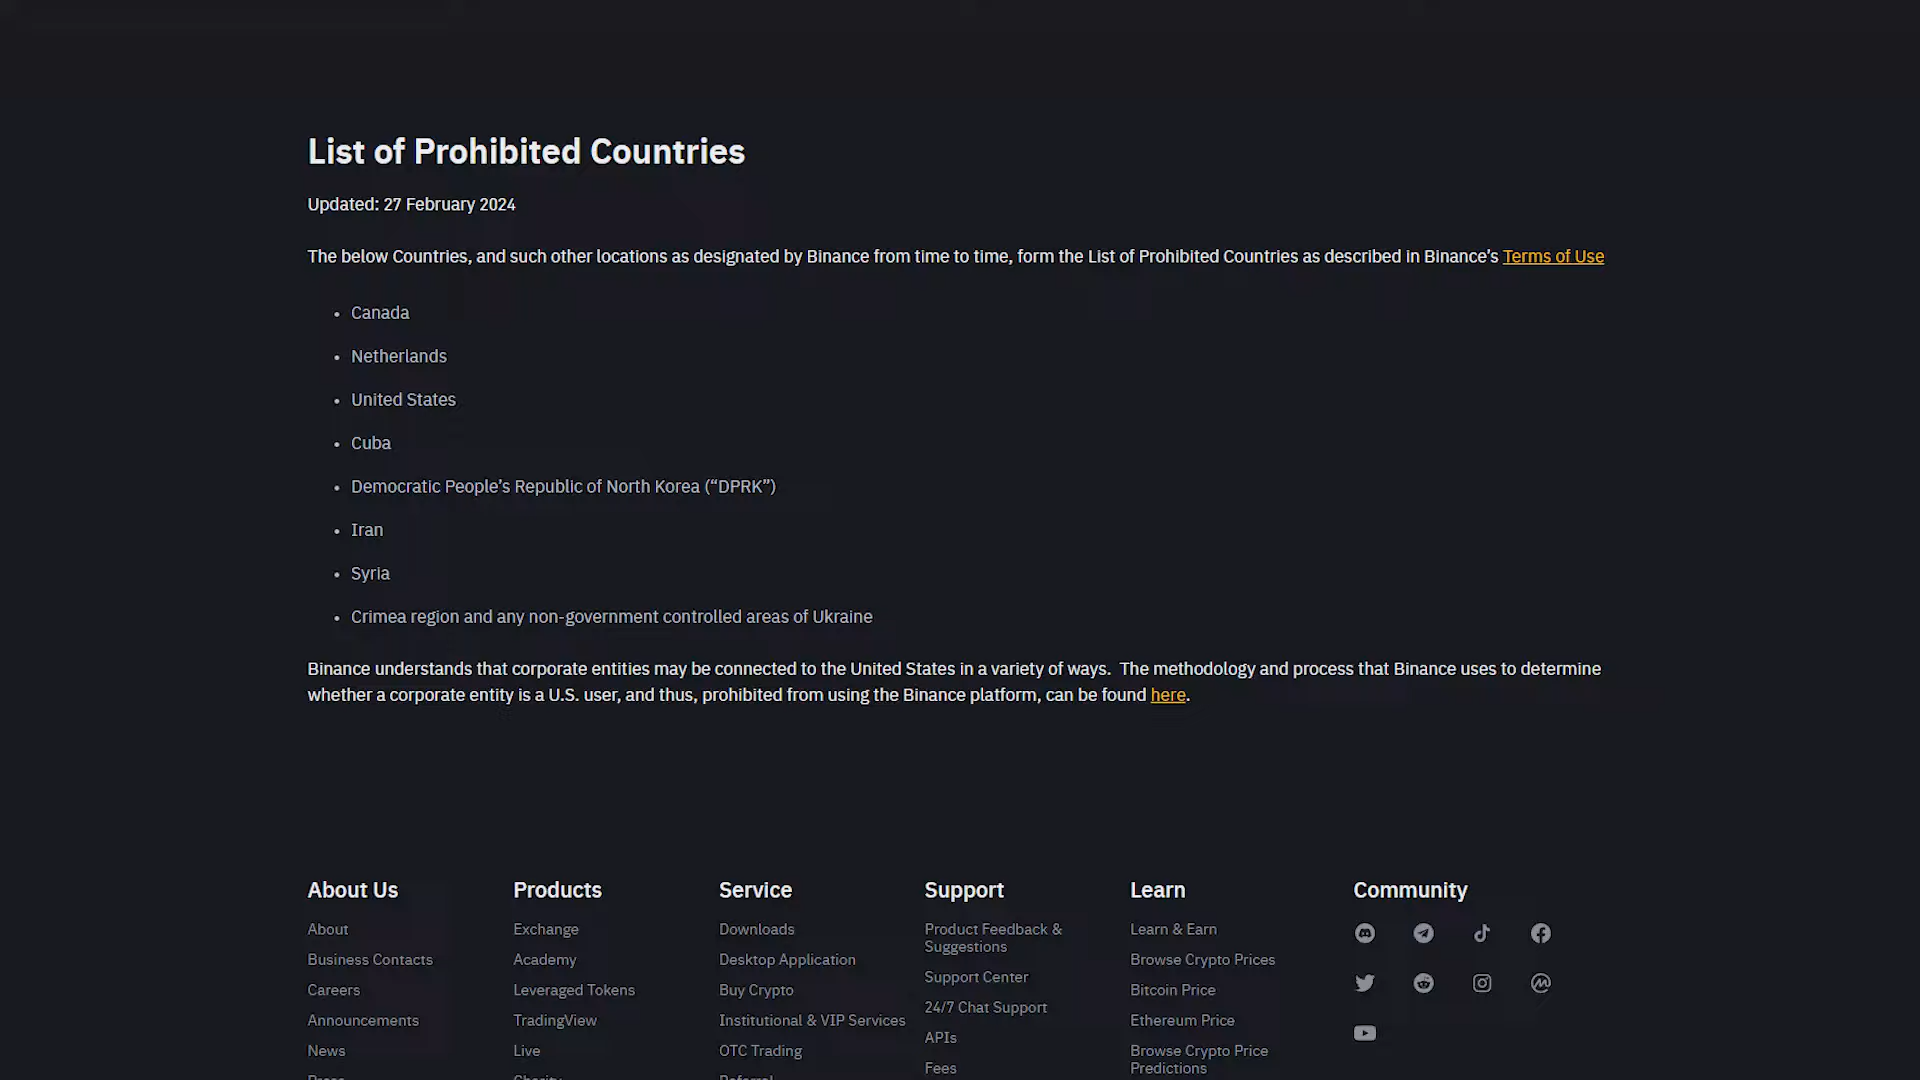 List of Prohibited Countries
Updated: 27 February 2024
The below Countries, and such other locations as designated by Binance from time to time, form the List of Prohibited Countries as described in Binance’s Terms of Use
• Canada
• Netherlands
• United States
• Cuba
• Democratic People’s Republic of North Korea (“DPRK”)
• Iran
• Syria
• Crimea region and any non-government controlled areas of Ukraine
Binance understands that corporate entities may be connected to the United States in a variety of ways. The methodology and process that Binance uses to determine
whether a corporate entity is a U.S. user, and thus, prohibited from using the Binance platform, can be found here.
About Us
About
Business Contacts
Careers
Announcements
News
Products
Exchange
Academy
Leveraged Tokens
TradingView
Live
Service
Downloads
Desktop Application
Buy Crypto
Institutional & VIP Services
OTC Trading
Support
Product Feedback &
Suggestions
Support Center
24/7 Chat Support
APIs
Fees
Learn
Learn & Earn
Browse Crypto Prices
Bitcoin Price
Ethereum Price
Browse Crypto Price
Predictions
Community